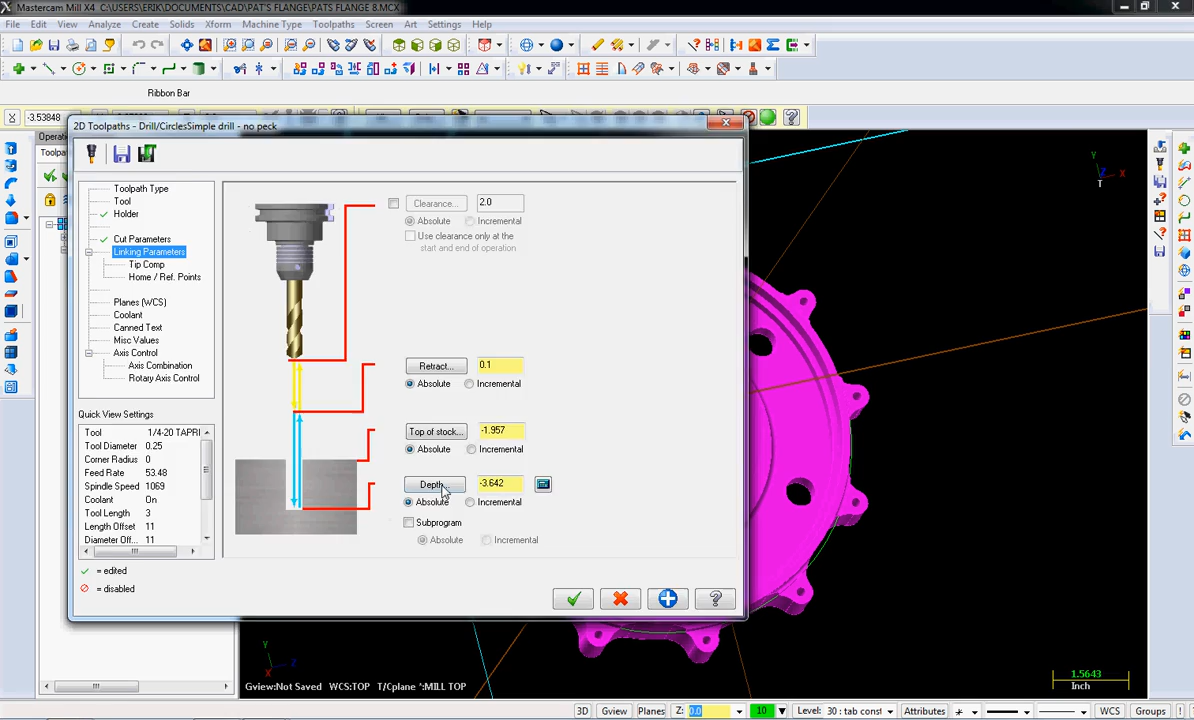 Mastercam Mill X4 C:\USERS\ERIK\DOCUMENTS\CAD\PAT'S FLANGE\PATS FLANGE 8.MCX
File Edit View Analyze Create Solids Xform Machine Type Toolpaths Screen Art Settings Help
Ribbon Bar
X -3.53848
2D Toolpaths - Drill/CirclesSimple drill - no peck
Operati
Toolpath
Toolpath Type
Tool
Holder
Cut Parameters
Linking Parameters
Tip Comp
Home / Ref. Points
Planes (WCS)
Coolant
Canned Text
Misc Values
Axis Control
Axis Combination
Rotary Axis Control
Quick View Settings
Tool 1/4-20 TAPRI
Tool Diameter 0.25
Corner Radius 0
Feed Rate 53.48
Spindle Speed 1069
Coolant On
Tool Length 3
Length Offset 11
Diameter Off... 11
= edited
= disabled
Clearance... 2.0
Absolute Incremental
Use clearance only at the
start and end of operation
Retract... 0.1
Absolute Incremental
Top of stock... -1.957
Absolute Incremental
Depth... -3.642
Absolute Incremental
Subprogram
Absolute Incremental
Y X T
Y Z X
Gview:Not Saved WCS:TOP T/Cplane *:MILL TOP
1.5643
Inch
3D Gview Planes Z: 0.0 10 Level: 30 : tab const Attributes WCS Groups